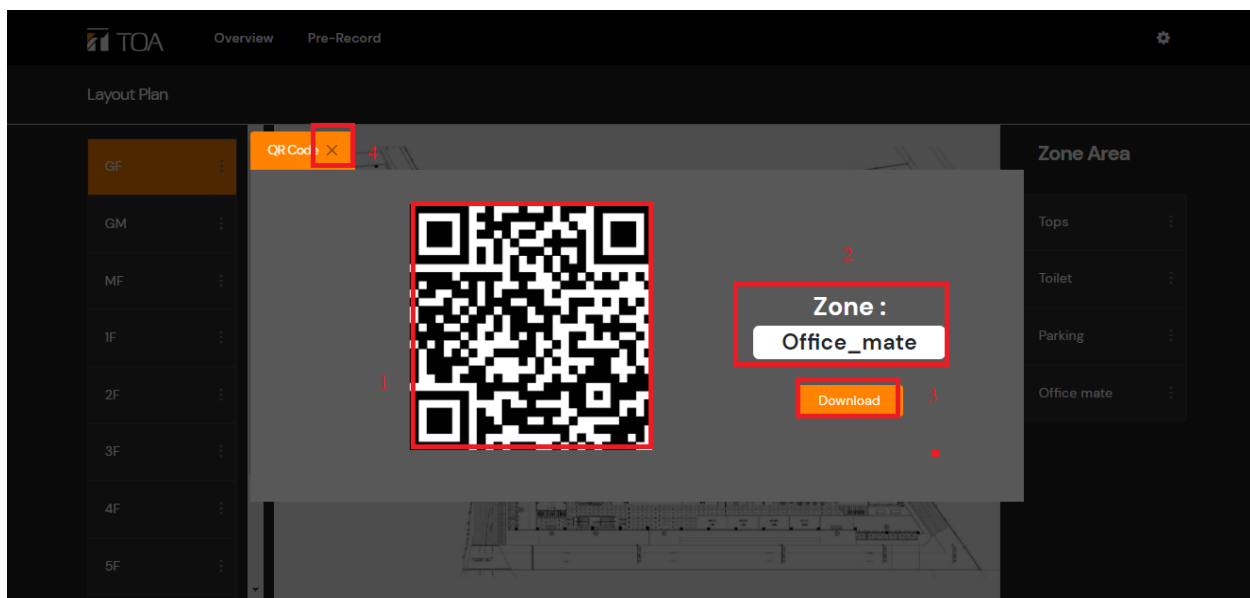 TOA Overview Pre-Record
Layout Plan
QR Code 4
GF
GM
MF
1F
2F
3F
4F
5F
1
2
Zone :
Office_mate
Download
3
Zone Area
Tops
Toilet
Parking
Office mate